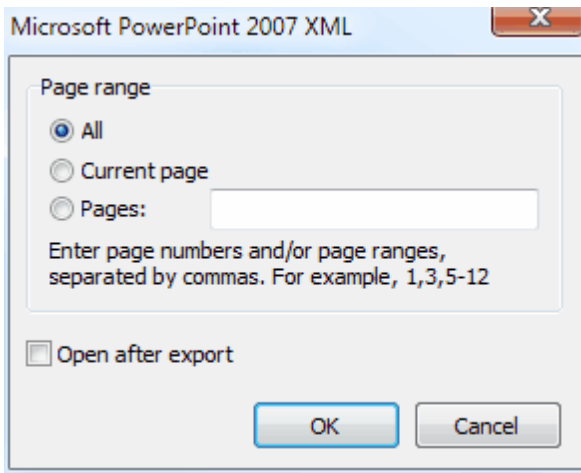 Microsoft PowerPoint 2007 XML
Page range
All
Current page
Pages:
Enter page numbers and/or page ranges,
separated by commas. For example, 1,3,5-12
Open after export
OK Cancel